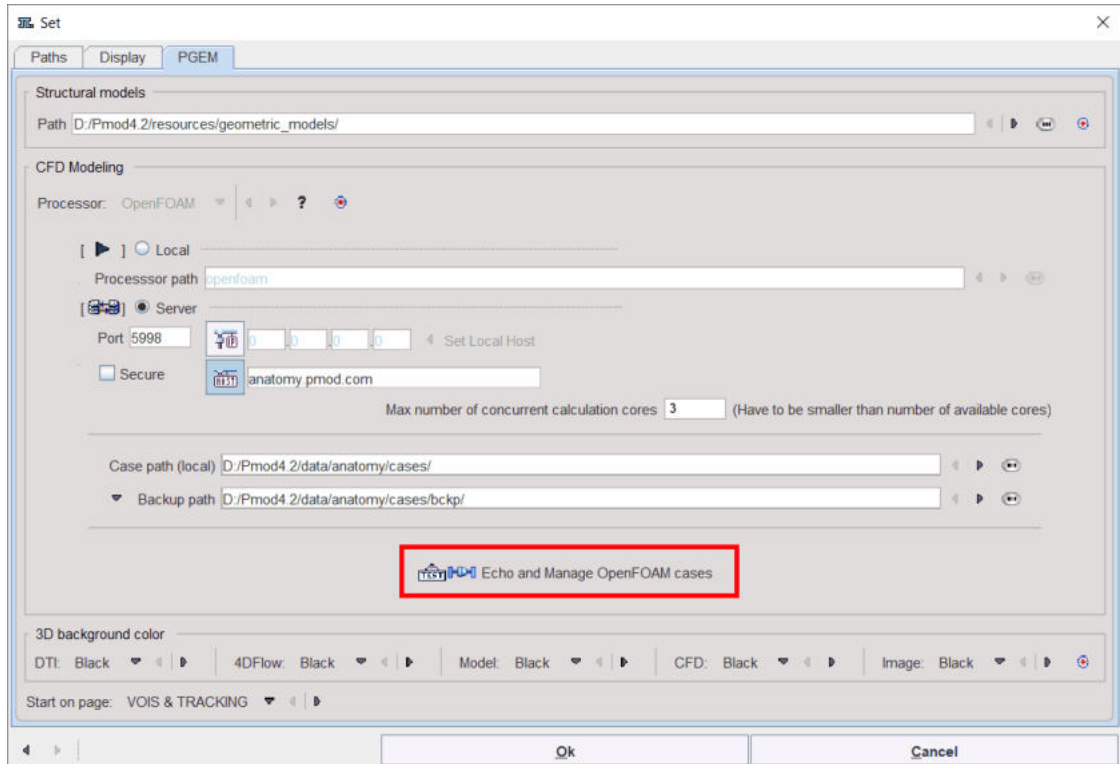 Set
Paths Display PGEM
Structural models
Path D:/Pmod4.2/resources/geometric_models/
CFD Modeling
Processor: OpenFOAM ?
[ ] Local
Processsor path openfoam
[ ] Server
Port 5998 IP 0 .0 .0 .0 Set Local Host
Secure HOST anatomy.pmod.com
Max number of concurrent calculation cores 3 (Have to be smaller than number of available cores)
Case path (local) D:/Pmod4.2/data/anatomy/cases/
Backup path D:/Pmod4.2/data/anatomy/cases/bckp/
TEST Echo and Manage OpenFOAM cases
3D background color
DTI: Black 4DFlow: Black Model: Black CFD: Black Image: Black
Start on page: VOIS & TRACKING
Ok Cancel